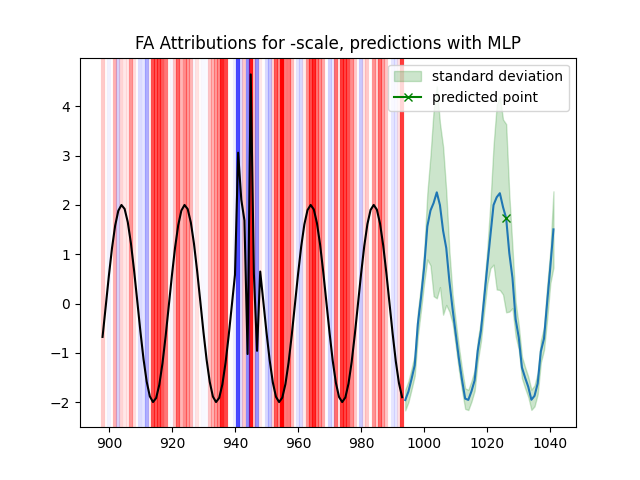 FA Attributions for -scale, predictions with MLP
standard deviation
predicted point
4
3
2
1
0
−1
−2
900 920 940 960 980 1000 1020 1040